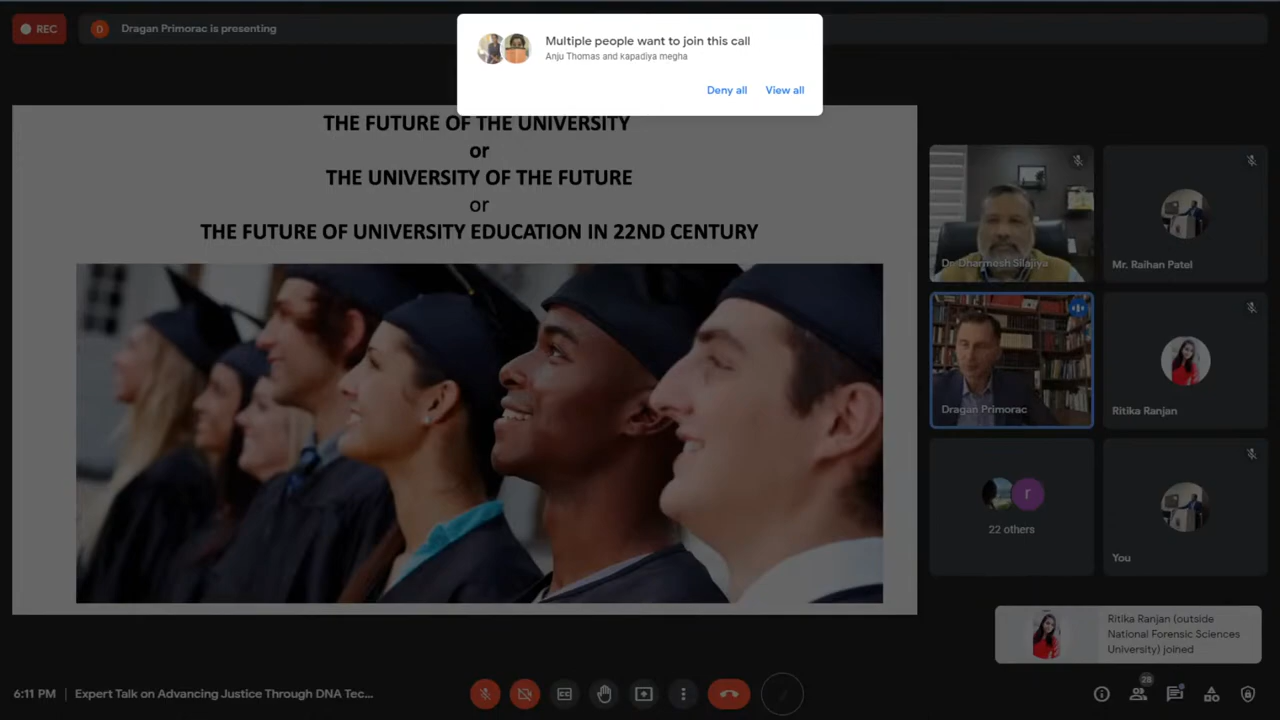 REC
D
Dragan Primorac is presenting
Multiple people want to join this call
Anju Thomas and kapadiya megha
Deny all
View all
THE FUTURE OF THE UNIVERSITY
or
THE UNIVERSITY OF THE FUTURE
or
THE FUTURE OF UNIVERSITY EDUCATION IN 22ND CENTURY
Dr. Dharmesh Silajiya
Mr. Raihan Patel
Dragan Primorac
Ritika Ranjan
r
22 others
You
Ritika Ranjan (outside
National Forensic Sciences
University) joined
6:11 PM | Expert Talk on Advancing Justice Through DNA Tec...
CC
28